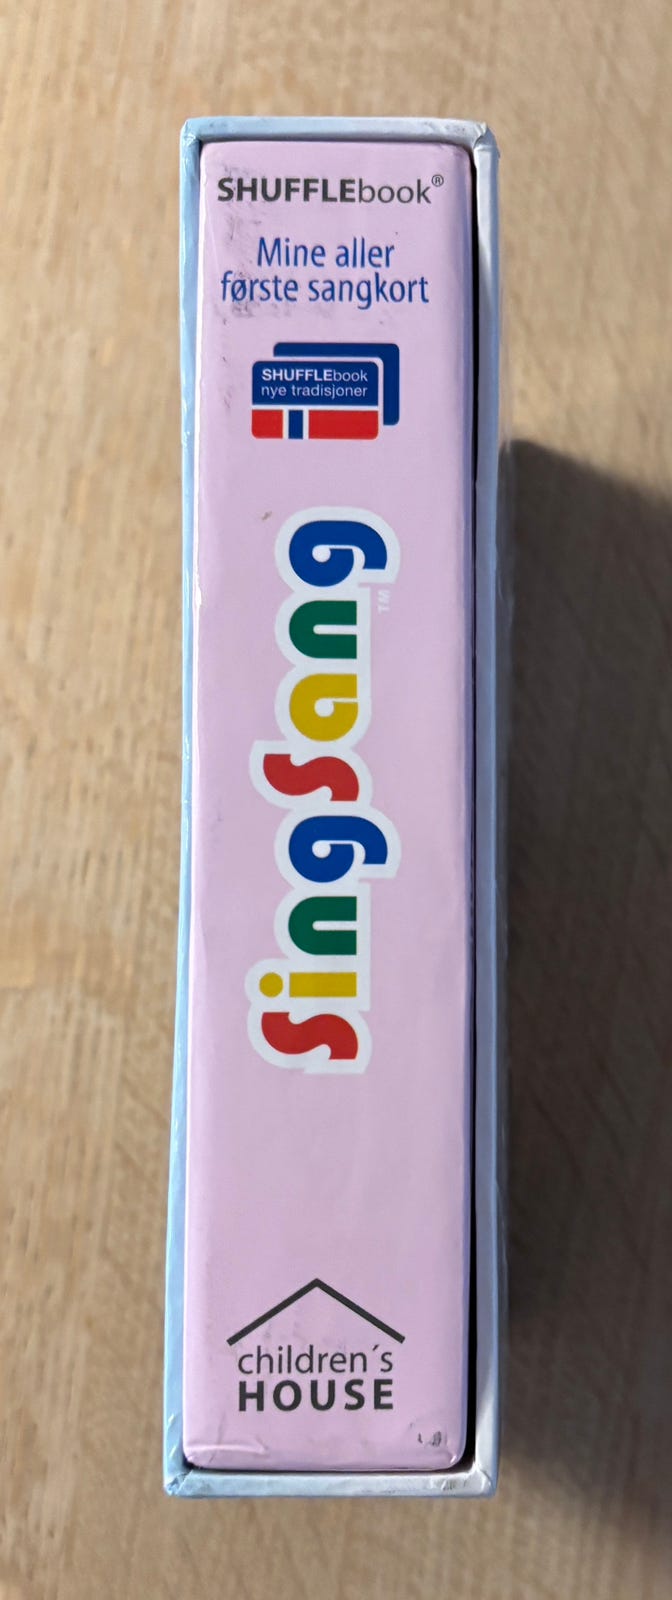 SHUFFLEbook®
Mine aller
første sangkort
SHUFFLEbook
nye tradisjoner
SingSang™
children´s
HOUSE